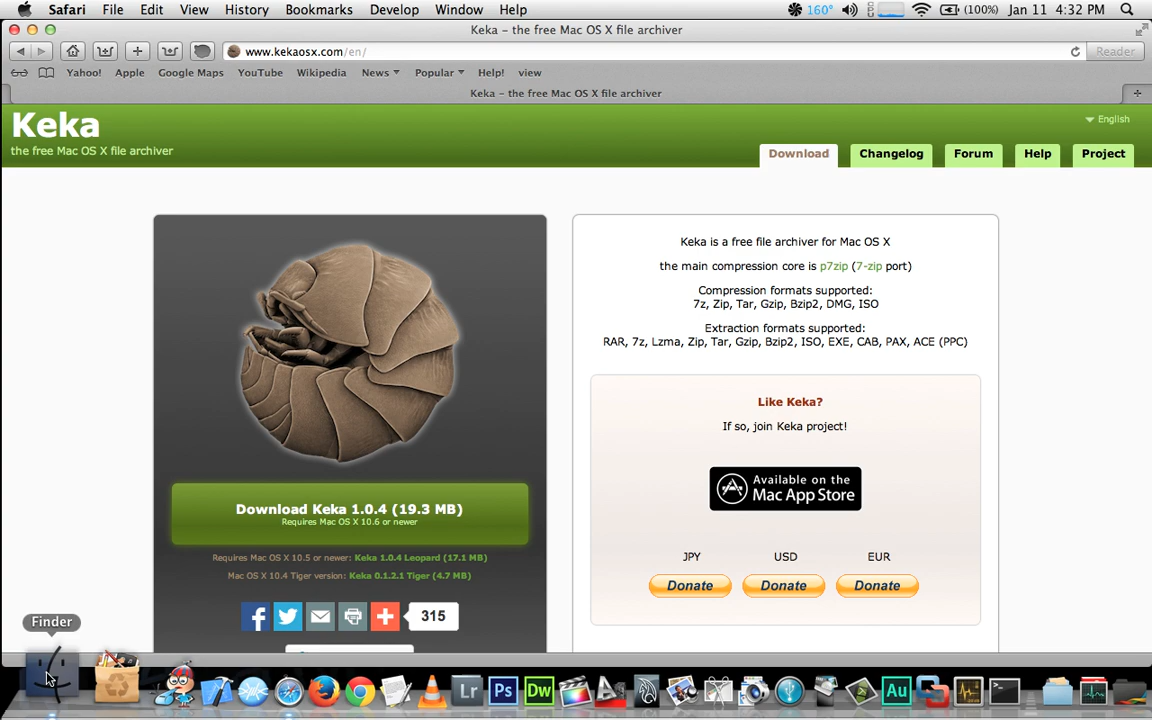 Safari File Edit View History Bookmarks Develop Window Help 160° (100%) Jan 11 4:32 PM
Keka – the free Mac OS X file archiver
www.kekaosx.com/en/ Reader
Yahoo! Apple Google Maps YouTube Wikipedia News Popular Help! view
Keka – the free Mac OS X file archiver
Keka
English
the free Mac OS X file archiver
Download Changelog Forum Help Project
Keka is a free file archiver for Mac OS X
the main compression core is p7zip (7-zip port)
Compression formats supported:
7z, Zip, Tar, Gzip, Bzip2, DMG, ISO
Extraction formats supported:
RAR, 7z, Lzma, Zip, Tar, Gzip, Bzip2, ISO, EXE, CAB, PAX, ACE (PPC)
Like Keka?
If so, join Keka project!
Available on the
Mac App Store
Download Keka 1.0.4 (19.3 MB)
Requires Mac OS X 10.6 or newer
Requires Mac OS X 10.5 or newer: Keka 1.0.4 Leopard (17.1 MB)
Mac OS X 10.4 Tiger version: Keka 0.1.2.1 Tiger (4.7 MB)
JPY USD EUR
Donate Donate Donate
315
Finder
Lr Ps Dw Au